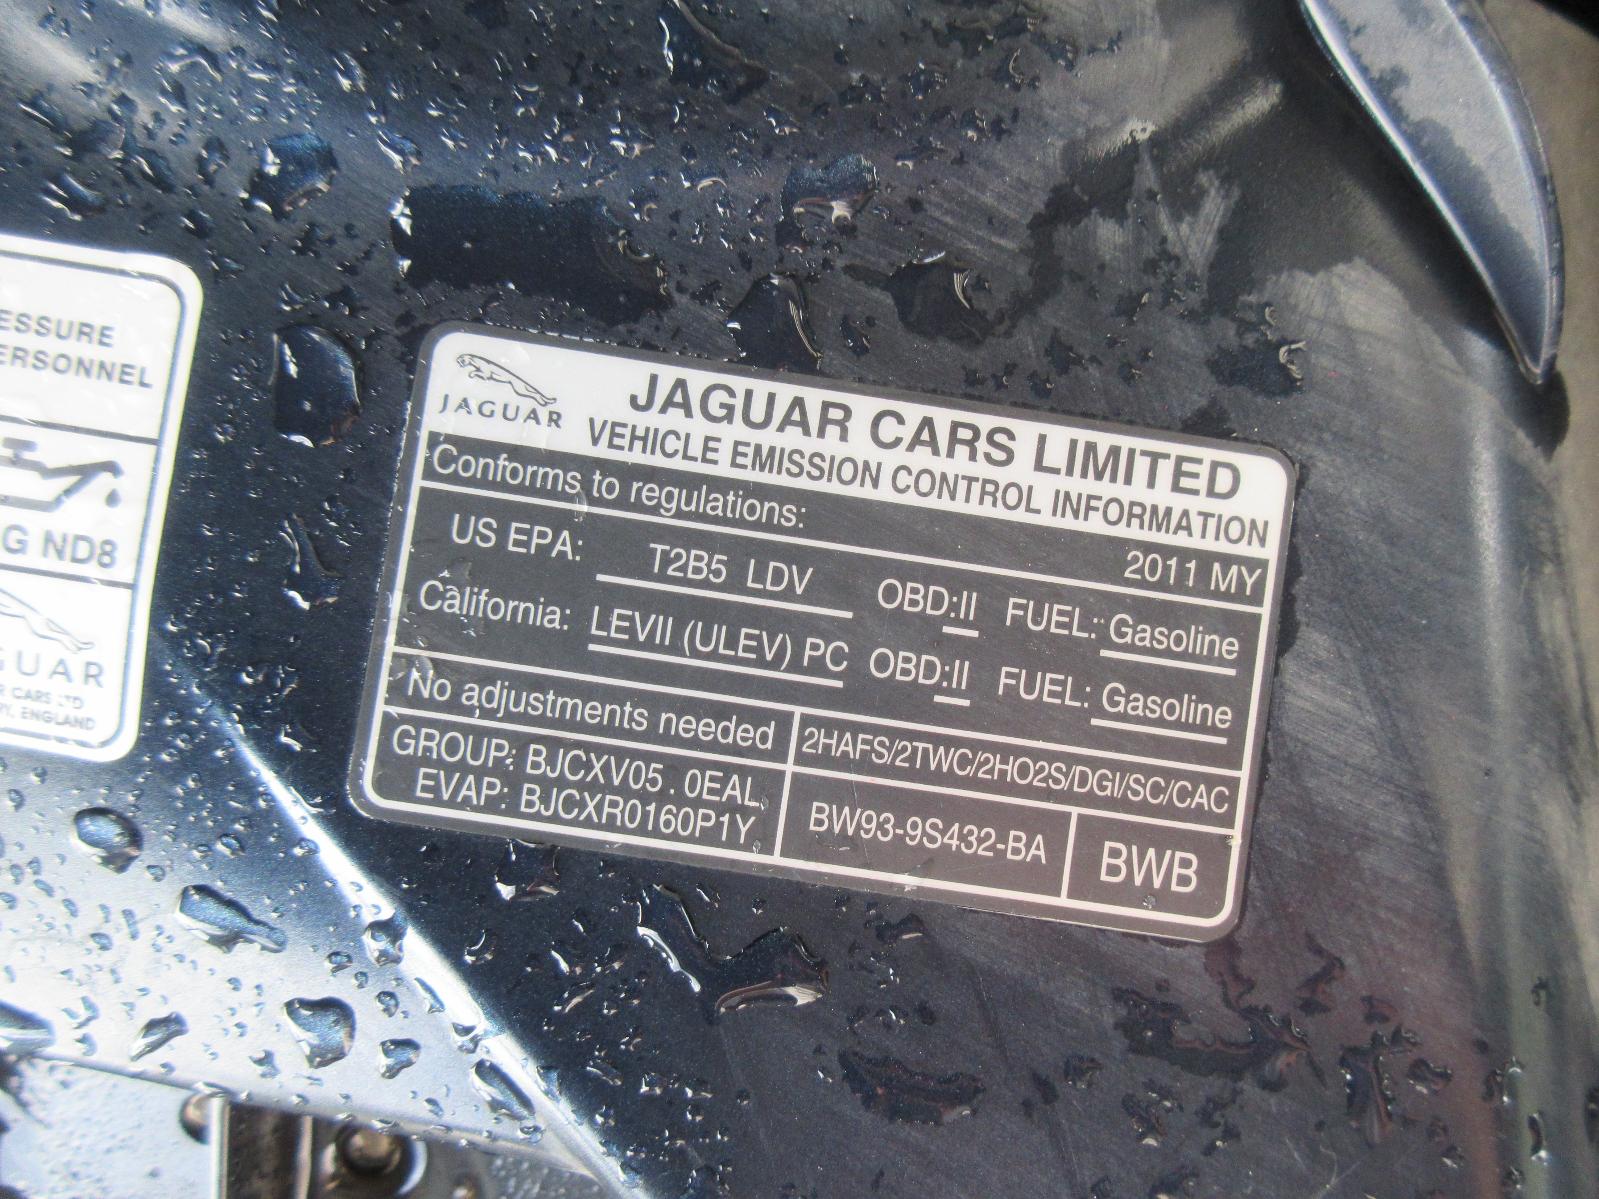 ESSURE
ERSONNEL
G ND8
GUAR
R CARS LTD
RY, ENGLAND
JAGUAR
JAGUAR CARS LIMITED
VEHICLE EMISSION CONTROL INFORMATION
Conforms to regulations:
2011 MY
US EPA: T2B5 LDV OBD:II FUEL: Gasoline
California: LEVII (ULEV) PC OBD:II FUEL: Gasoline
No adjustments needed
2HAFS/2TWC/2HO2S/DGI/SC/CAC
GROUP: BJCXV05.0EAL
EVAP: BJCXR0160P1Y
BW93-9S432-BA
BWB